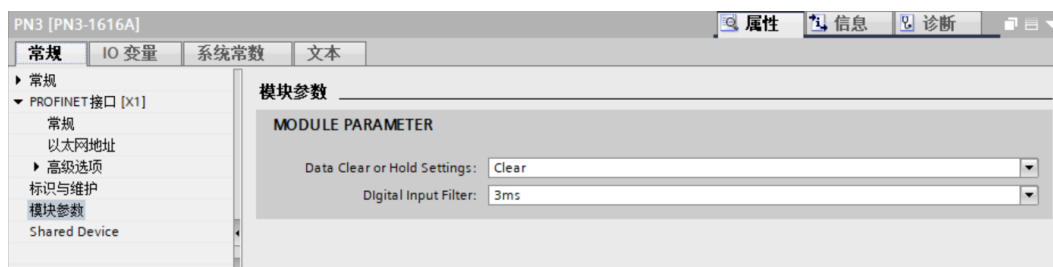 PN3 [PN3-1616A]
属性
信息
诊断
常规
IO 变量
系统常数
文本
常规
PROFINET接口 [X1]
常规
以太网地址
高级选项
标识与维护
模块参数
Shared Device
模块参数
MODULE PARAMETER
Data Clear or Hold Settings: Clear
DIgital Input Filter: 3ms